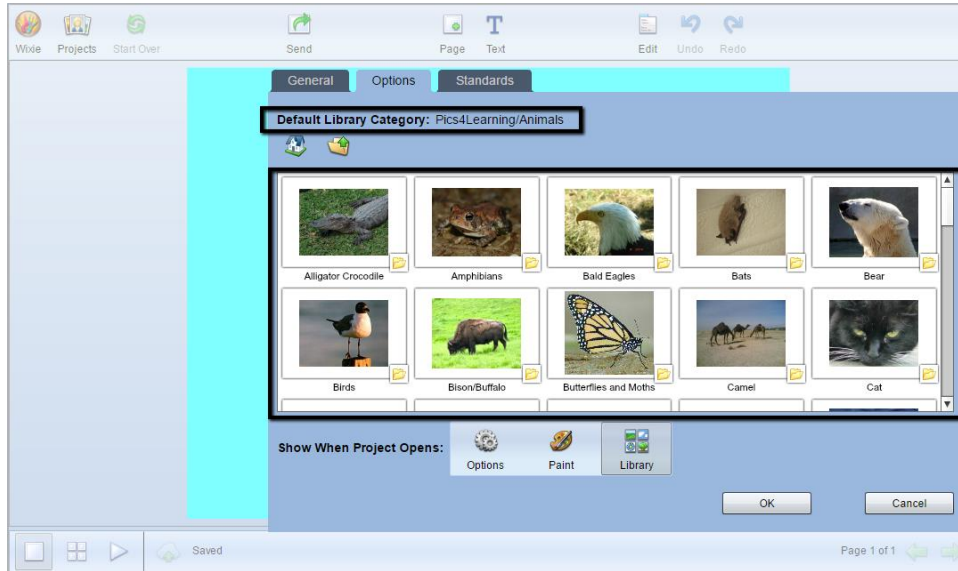 Wixie Projects Start Over Send Page Text Edit Undo Redo
General Options Standards
Default Library Category: Pics4Learning/Animals
Alligator Crocodile Amphibians Bald Eagles Bats Bear
Birds Bison/Buffalo Butterflies and Moths Camel Cat
Show When Project Opens:
Options Paint Library
OK Cancel
Saved Page 1 of 1